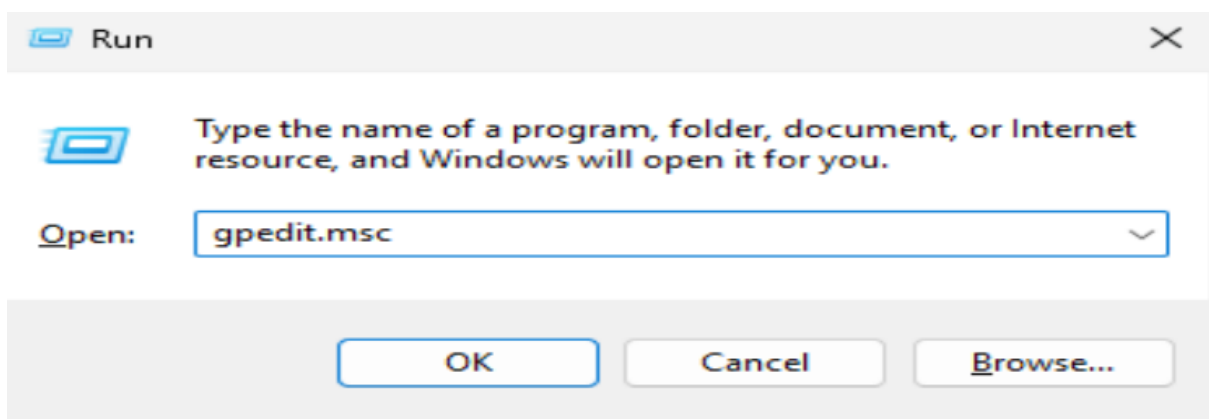 Run
Type the name of a program, folder, document, or Internet
resource, and Windows will open it for you.
Open: gpedit.msc
OK Cancel Browse...